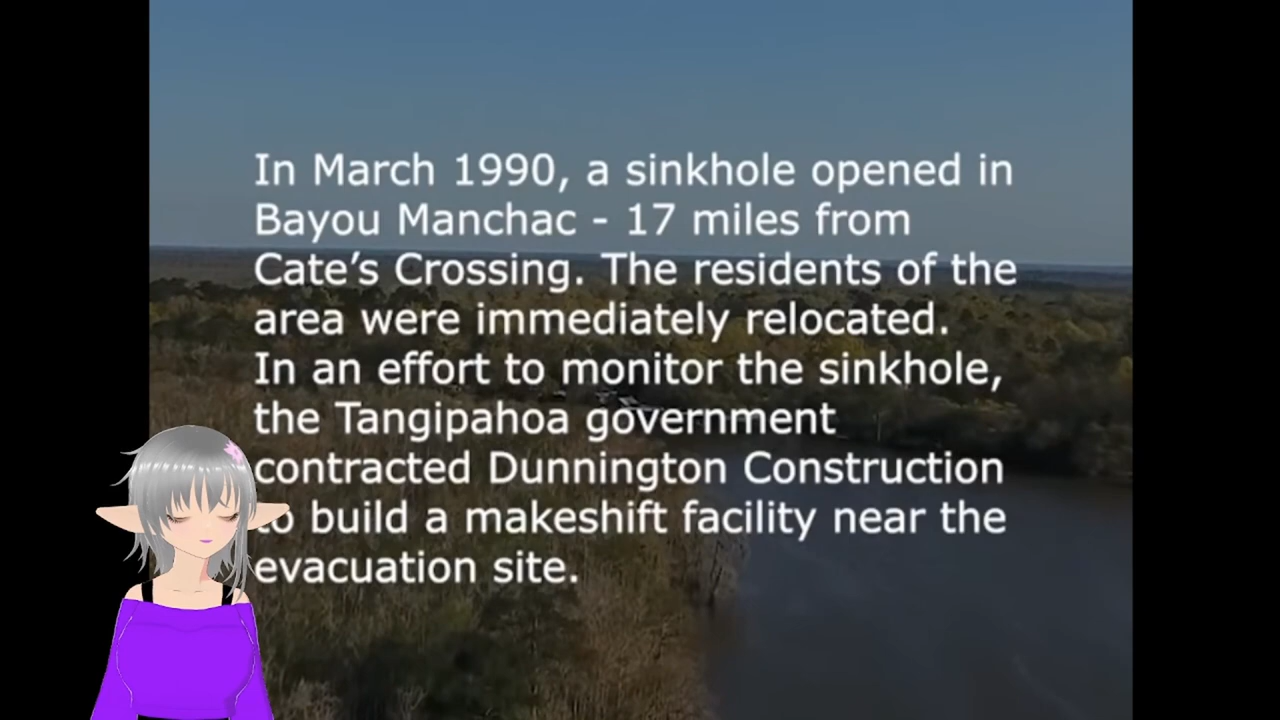 In March 1990, a sinkhole opened in
Bayou Manchac - 17 miles from
Cate’s Crossing. The residents of the
area were immediately relocated.
In an effort to monitor the sinkhole,
the Tangipahoa government
contracted Dunnington Construction
to build a makeshift facility near the
evacuation site.